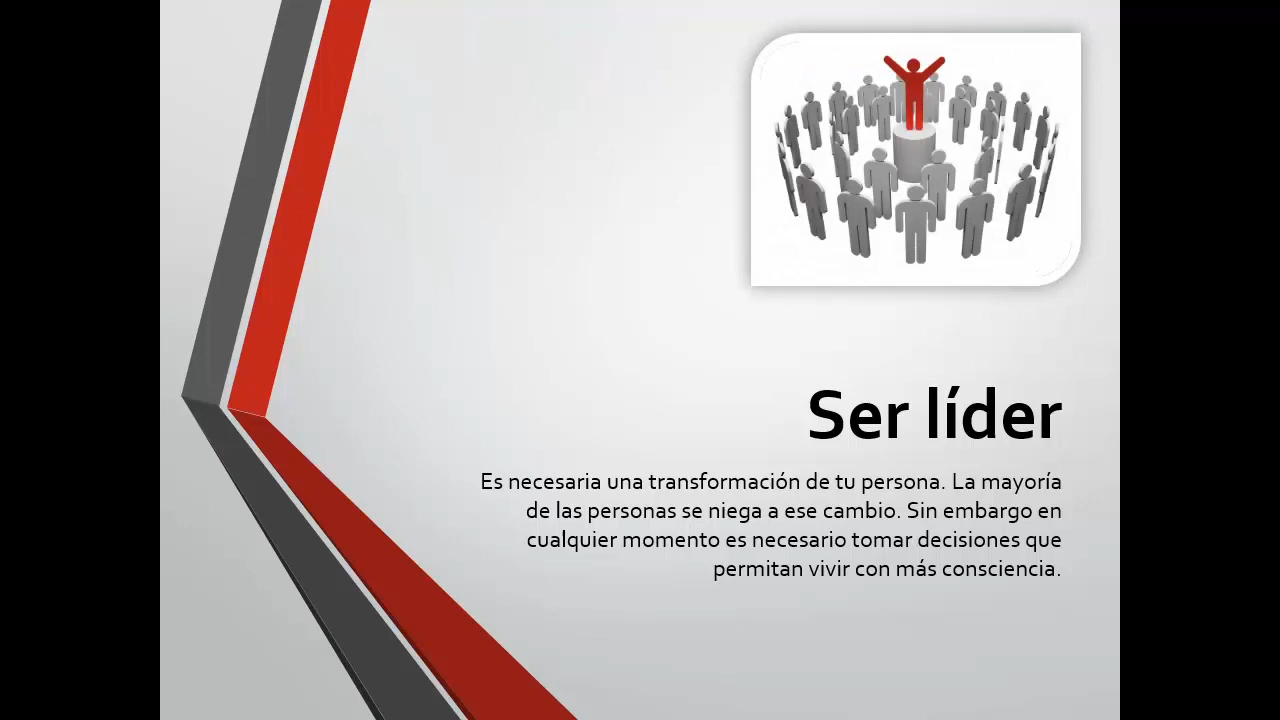 Ser líder
Es necesaria una transformación de tu persona. La mayoría
de las personas se niega a ese cambio. Sin embargo en
cualquier momento es necesario tomar decisiones que
permitan vivir con más consciencia.